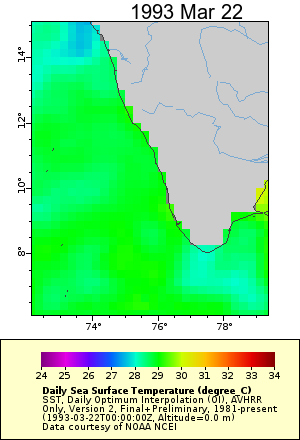 1993 Mar 22
14°
12°
10°
8°
74°
76°
78°
24 25 26 27 28 29 30 31 32 33 34
Daily Sea Surface Temperature (degree_C)
SST, Daily Optimum Interpolation (OI), AVHRR
Only, Version 2, Final+Preliminary, 1981-present
(1993-03-22T00:00:00Z, Altitude=0.0 m)
Data courtesy of NOAA NCEI